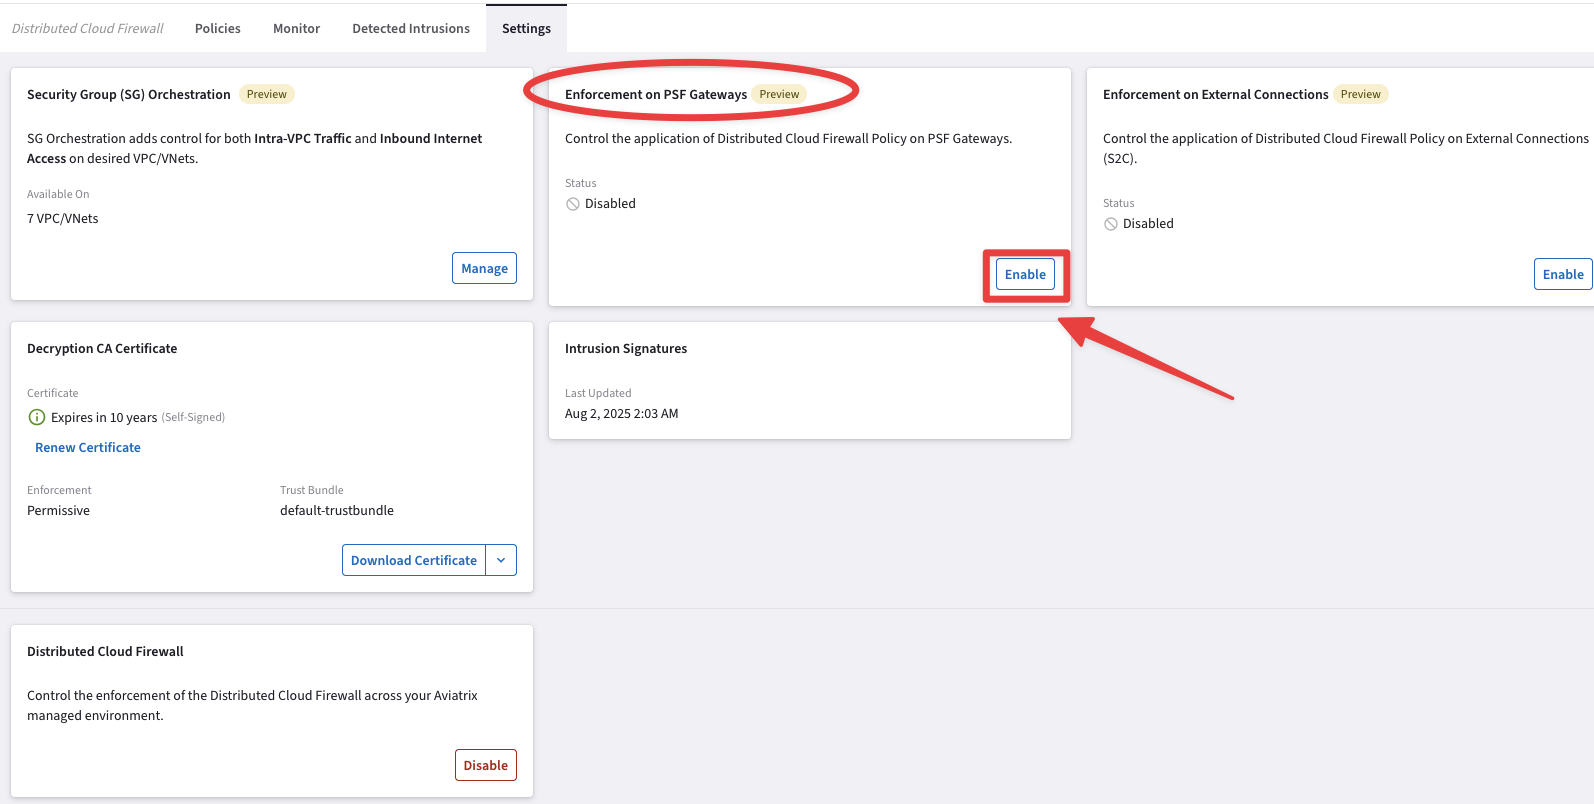 Distributed Cloud Firewall Policies Monitor Detected Intrusions Settings
Security Group (SG) Orchestration Preview
SG Orchestration adds control for both Intra-VPC Traffic and Inbound Internet
Access on desired VPC/VNets.
Available On
7 VPC/VNets
Manage
Enforcement on PSF Gateways Preview
Control the application of Distributed Cloud Firewall Policy on PSF Gateways.
Status
Disabled
Enable
Enforcement on External Connections Preview
Control the application of Distributed Cloud Firewall Policy on External Connections
(S2C).
Status
Disabled
Enable
Decryption CA Certificate
Certificate
Expires in 10 years (Self-Signed)
Renew Certificate
Enforcement Trust Bundle
Permissive default-trustbundle
Download Certificate
Intrusion Signatures
Last Updated
Aug 2, 2025 2:03 AM
Distributed Cloud Firewall
Control the enforcement of the Distributed Cloud Firewall across your Aviatrix
managed environment.
Disable